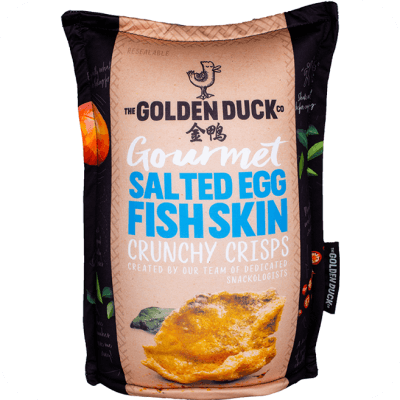 RESEALABLE
THE GOLDEN DUCK CO
金鴨
Gourmet
SALTED EGG
FISH SKIN
CRUNCHY CRISPS
CREATED BY OUR TEAM OF DEDICATED
SNACKOLOGISTS
THE GOLDEN DUCK CO